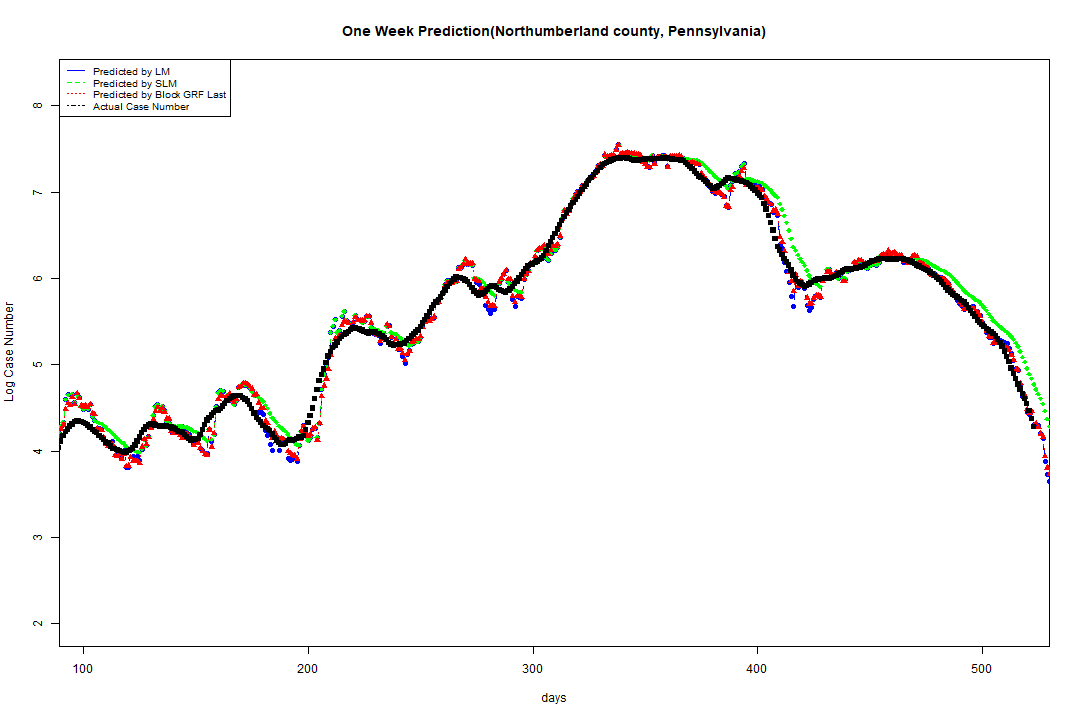 One Week Prediction(Northumberland county, Pennsylvania)
Predicted by LM
Predicted by SLM
Predicted by Block GRF Last
Actual Case Number
8
7
6
5
4
3
2
Log Case Number
100 200 300 400 500
days